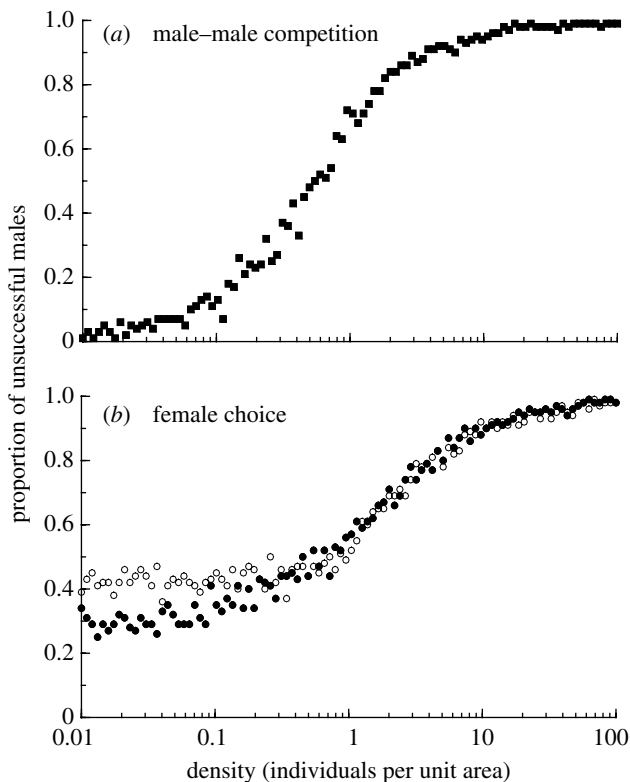 1.0
(a) male–male competition
0.8
0.6
0.4
0.2
0
1.0
(b) female choice
0.8
0.6
0.4
0.2
0
0.01 0.1 1 10 100
density (individuals per unit area)
proportion of unsuccessful males